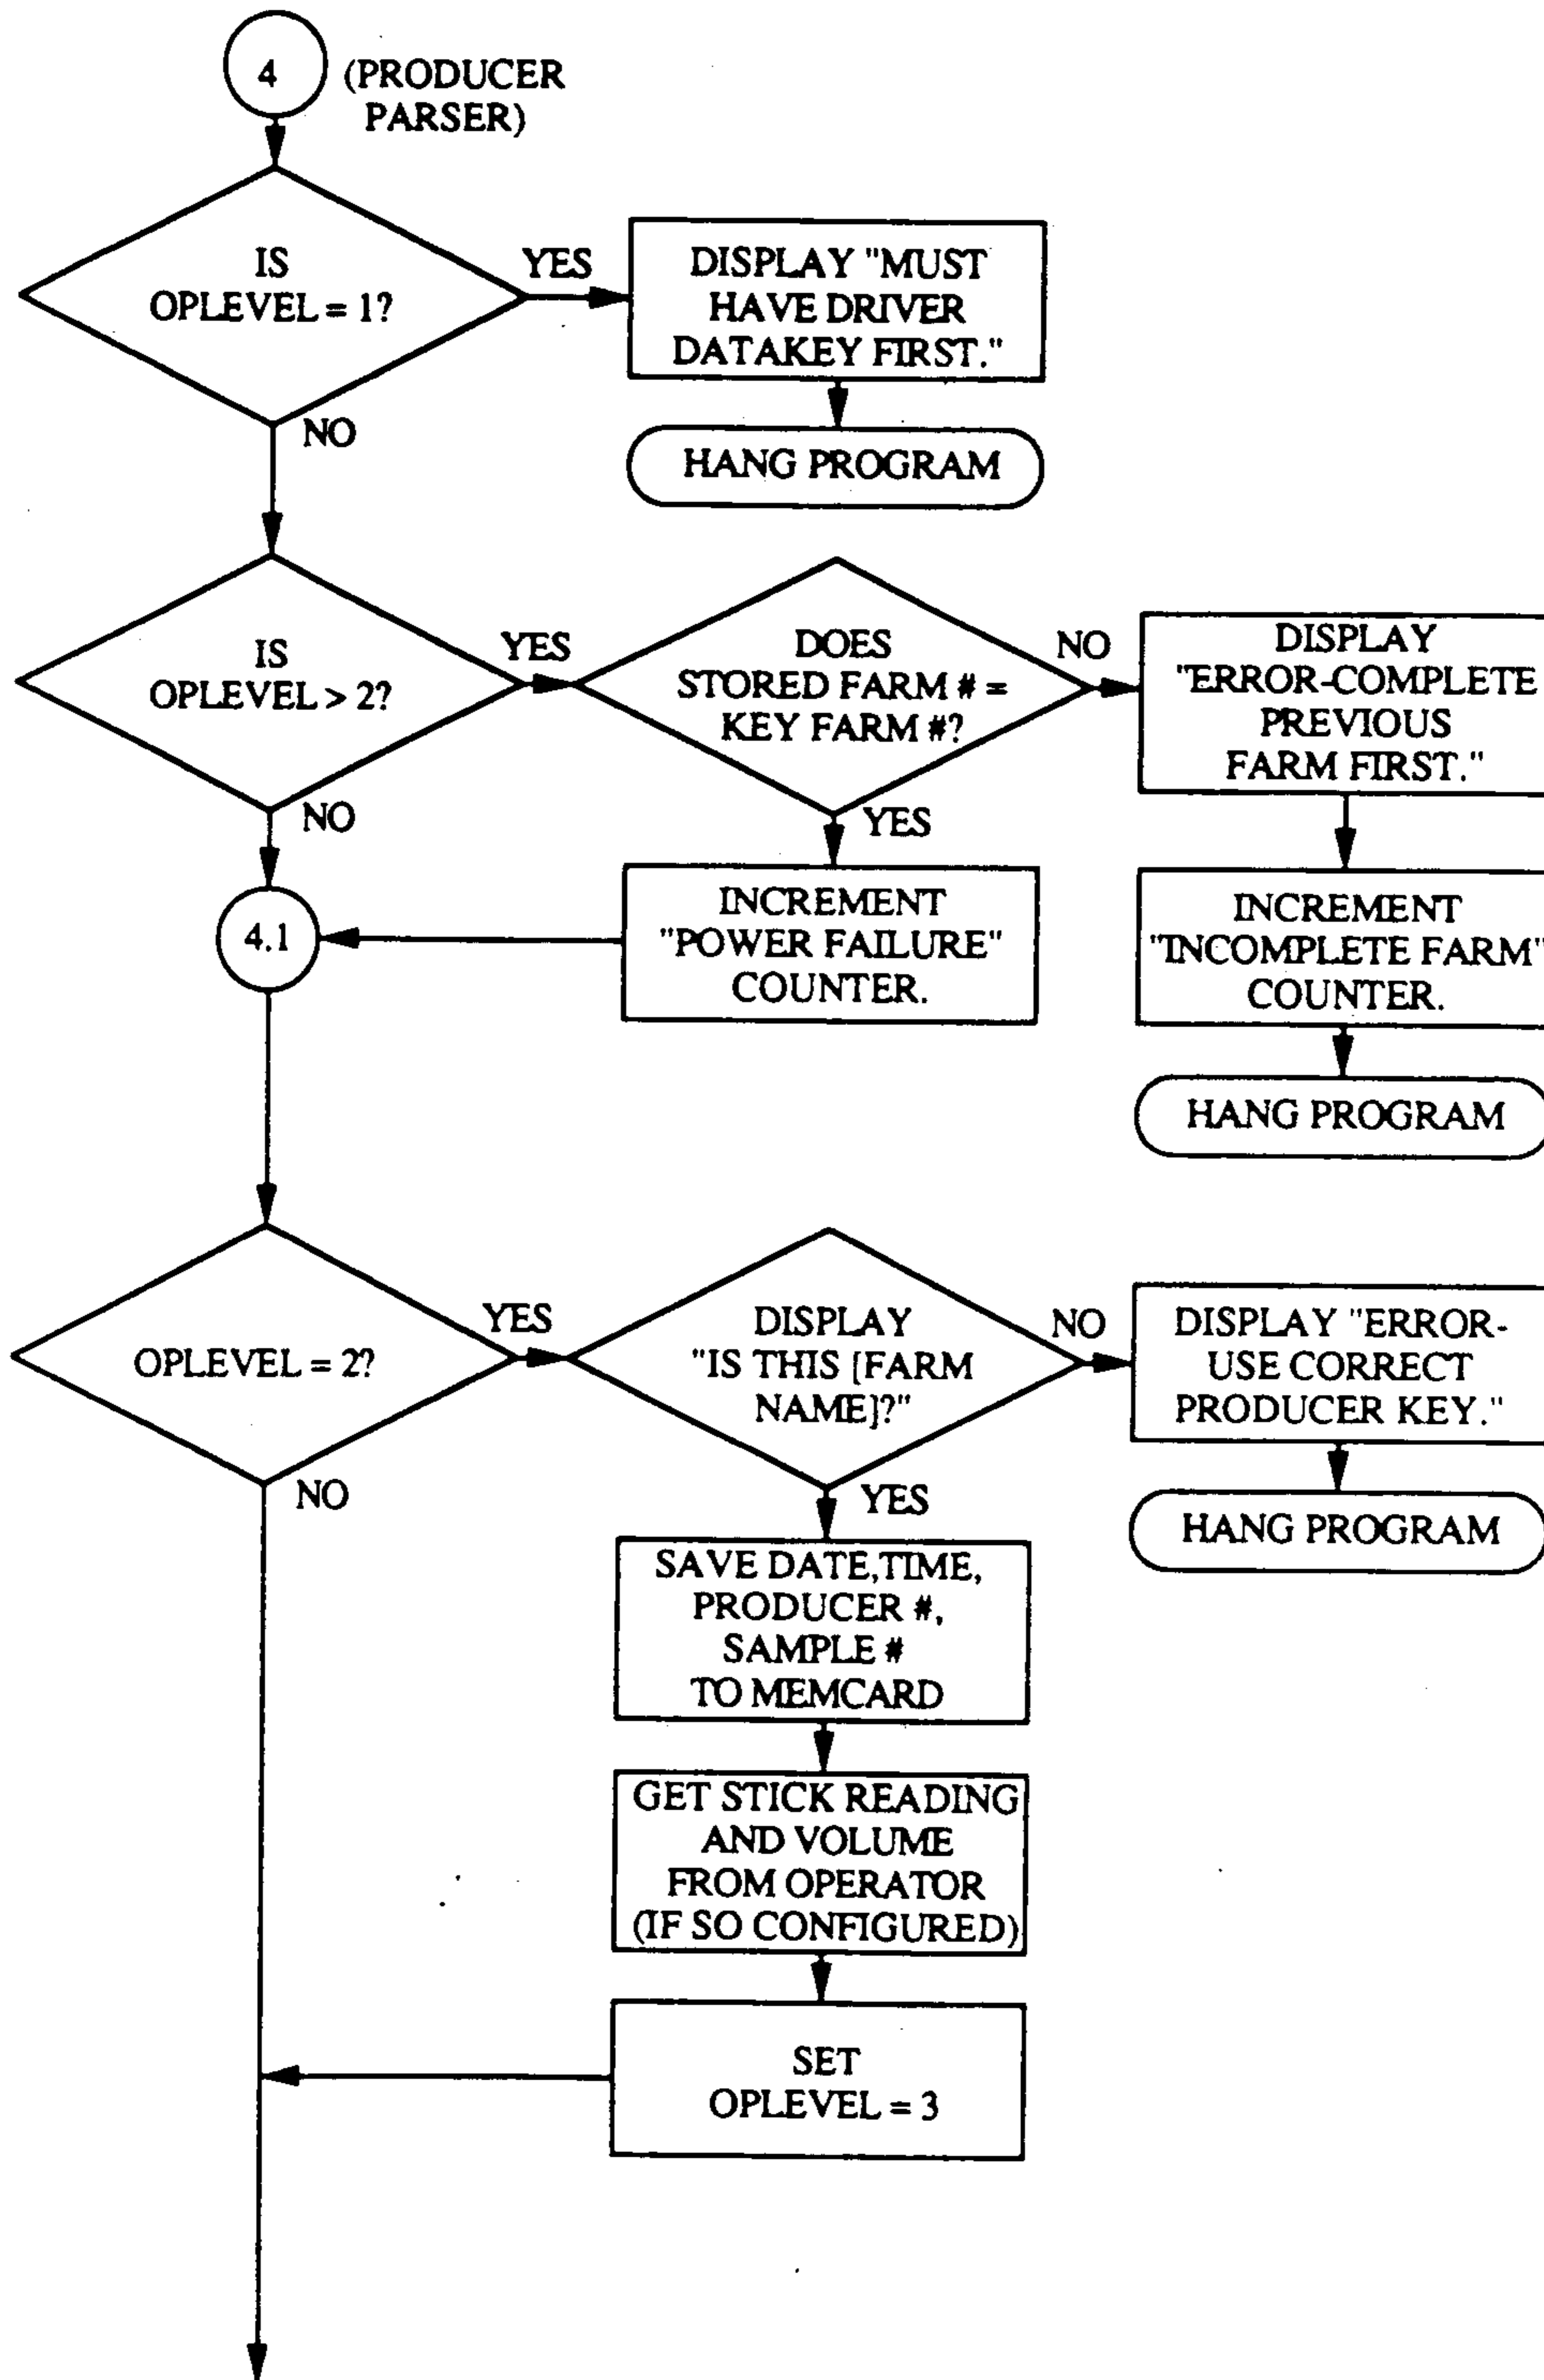 4
(PRODUCER
PARSER)
IS
OPLEVEL = 1?
YES
DISPLAY "MUST
HAVE DRIVER
DATAKEY FIRST."
NO
HANG PROGRAM
IS
OPLEVEL > 2?
YES
DOES
STORED FARM # =
KEY FARM #?
NO
DISPLAY
"ERROR-COMPLETE
PREVIOUS
FARM FIRST."
NO
YES
4.1
INCREMENT
"POWER FAILURE"
COUNTER.
INCREMENT
"INCOMPLETE FARM"
COUNTER.
HANG PROGRAM
OPLEVEL = 2?
YES
DISPLAY
"IS THIS [FARM
NAME]?"
NO
DISPLAY "ERROR-
USE CORRECT
PRODUCER KEY."
NO
YES
HANG PROGRAM
SAVE DATE,TIME,
PRODUCER #,
SAMPLE #
TO MEMCARD
GET STICK READING
AND VOLUME
FROM OPERATOR
(IF SO CONFIGURED)
SET
OPLEVEL = 3